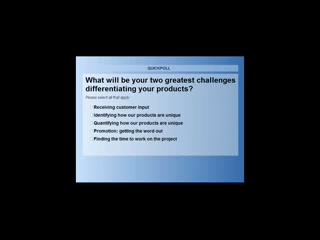 QUICKPOLL
What will be your two greatest challenges
differentiating your products?
Please select all that apply
Receiving customer input
Identifying how our products are unique
Quantifying how our products are unique
Promotion: getting the word out
Finding the time to work on the project